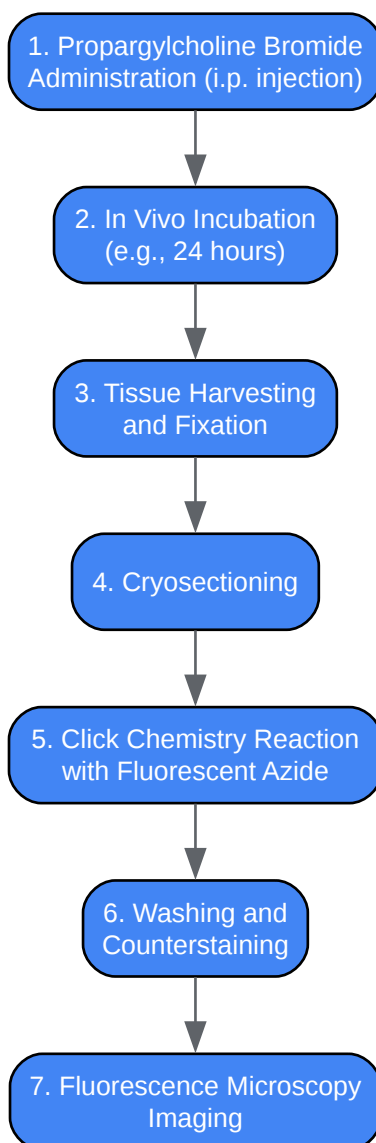 1. Propargylcholine Bromide
Administration (i.p. injection)
2. In Vivo Incubation
(e.g., 24 hours)
3. Tissue Harvesting
and Fixation
4. Cryosectioning
5. Click Chemistry Reaction
with Fluorescent Azide
6. Washing and
Counterstaining
7. Fluorescence Microscopy
Imaging